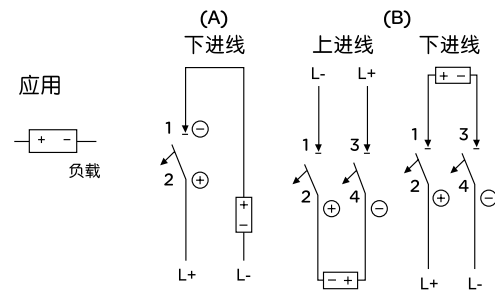 (A) (B)
下进线 上进线 下进线
L- L+
应用
+ -
负载
1 -
2 +
+
-
L+ L-
1 3
2 + 4 -
- +
+ -
1 3
2 + 4 -
L+ L-